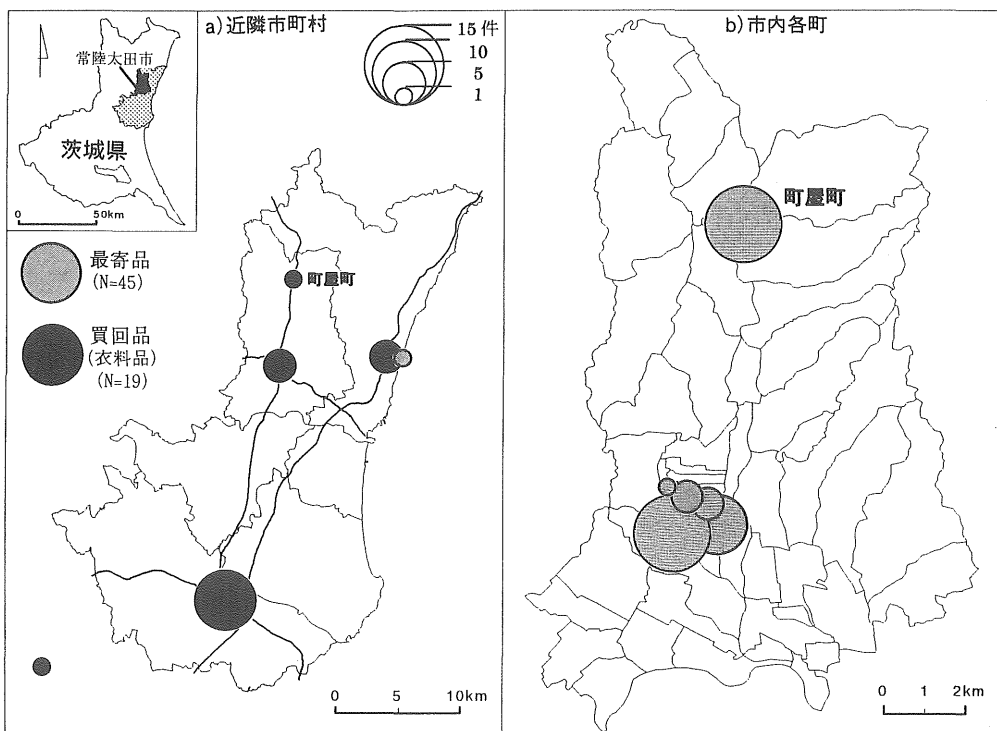 a)近隣市町村
15件
10
5
1
常陸太田市
茨城県
0 50km
最寄品
(N=45)
買回品
(衣料品)
(N=19)
町屋町
0 5 10km
b)市内各町
町屋町
0 1 2km